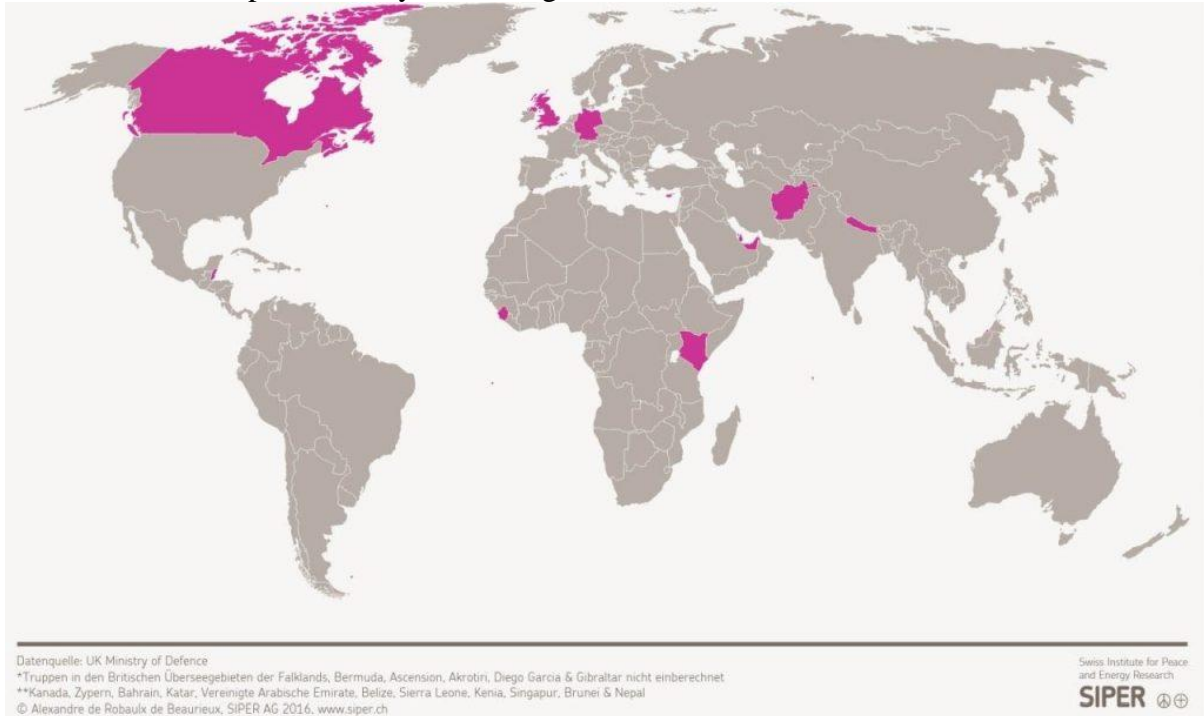 Datenquelle: UK Ministry of Defence
*Truppen in den Britischen Überseegebieten der Falklands, Bermuda, Ascension, Akrotiri, Diego Garcia & Gibraltar nicht einberechnet
**Kanada, Zypern, Bahrain, Katar, Vereinigte Arabische Emirate, Belize, Sierra Leone, Kenia, Singapur, Brunei & Nepal
© Alexandre de Robaulx de Beaurieux, SIPER AG 2016, www.siper.ch
Swiss Institute for Peace
and Energy Research
SIPER